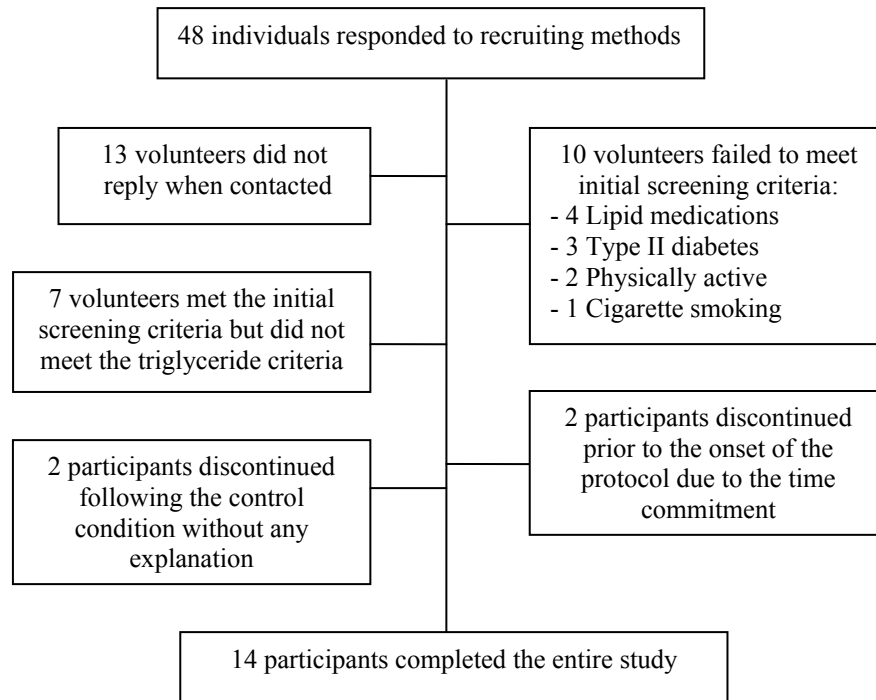 48 individuals responded to recruiting methods
13 volunteers did not
reply when contacted
10 volunteers failed to meet
initial screening criteria:
- 4 Lipid medications
- 3 Type II diabetes
- 2 Physically active
- 1 Cigarette smoking
7 volunteers met the initial
screening criteria but did not
meet the triglyceride criteria
2 participants discontinued
prior to the onset of the
protocol due to the time
commitment
2 participants discontinued
following the control
condition without any
explanation
14 participants completed the entire study